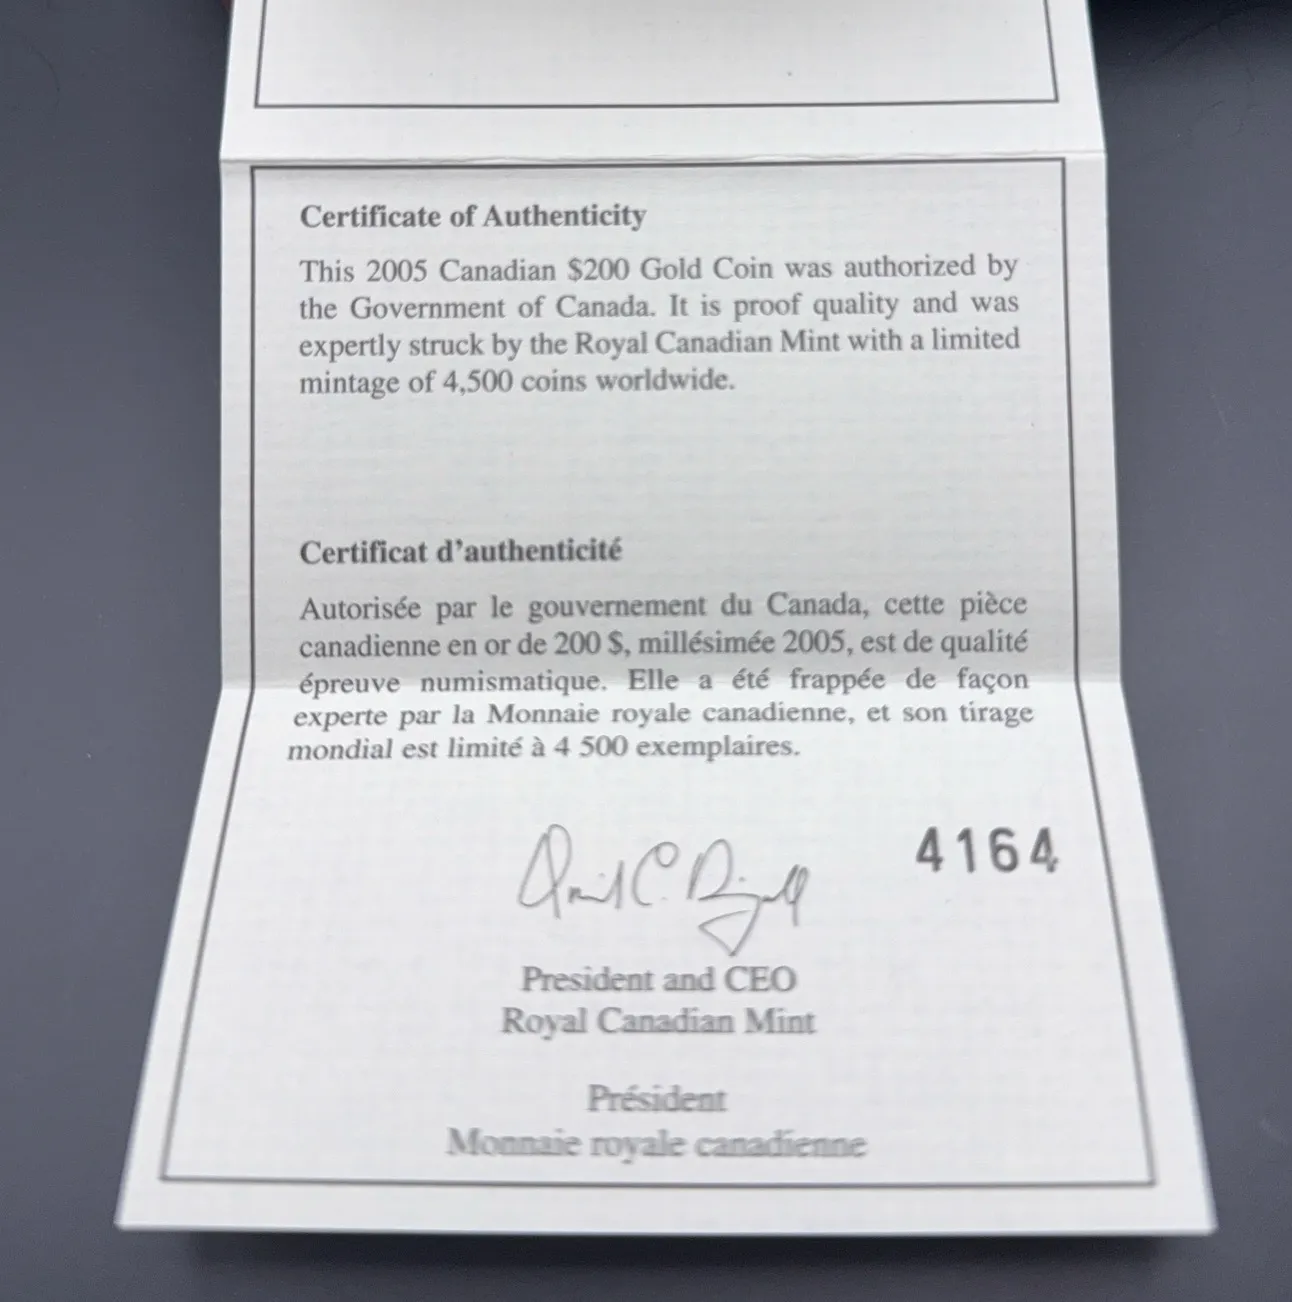 Certificate of Authenticity
This 2005 Canadian $200 Gold Coin was authorized by
the Government of Canada. It is proof quality and was
expertly struck by the Royal Canadian Mint with a limited
mintage of 4,500 coins worldwide.
Certificat d’authenticité
Autorisée par le gouvernement du Canada, cette pièce
canadienne en or de 200 $, millésimée 2005, est de qualité
épreuve numismatique. Elle a été frappée de façon
experte par la Monnaie royale canadienne, et son tirage
mondial est limité à 4 500 exemplaires.
4164
President and CEO
Royal Canadian Mint
Président
Monnaie royale canadienne